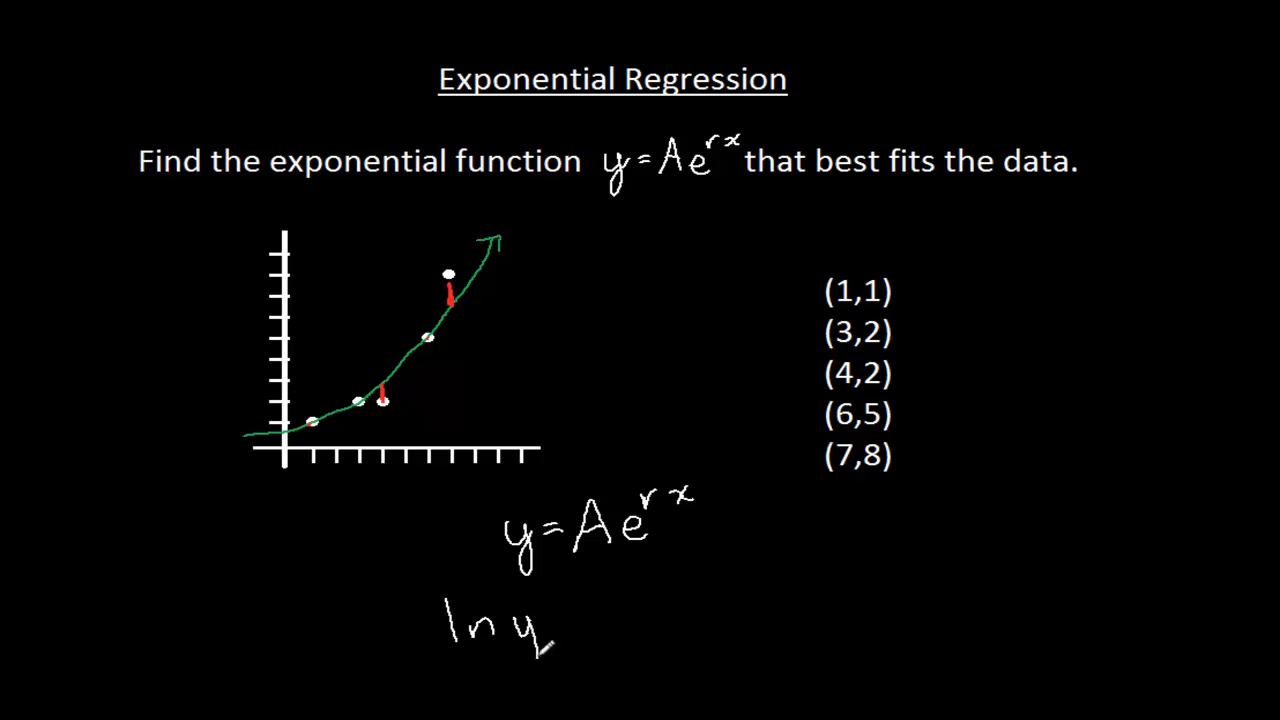 Exponential Regression
Find the exponential function y = Ae^{rx} that best fits the data.
(1,1)
(3,2)
(4,2)
(6,5)
(7,8)
y = Ae^{rx}
ln y